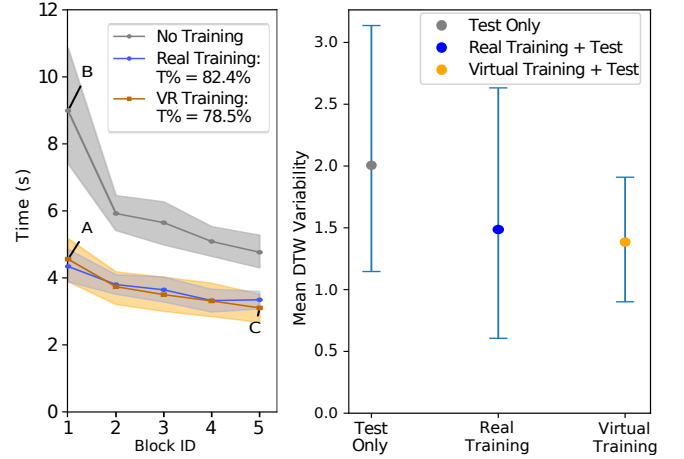 12
10
8
6
4
2
0
Time (s)
No Training
Real Training:
T% = 82.4%
VR Training:
T% = 78.5%
B
A
C
1 2 3 4 5
Block ID
3.0
2.5
2.0
1.5
1.0
0.5
0.0
Mean DTW Variability
Test Only
Real Training + Test
Virtual Training + Test
Test
Only
Real
Training
Virtual
Training